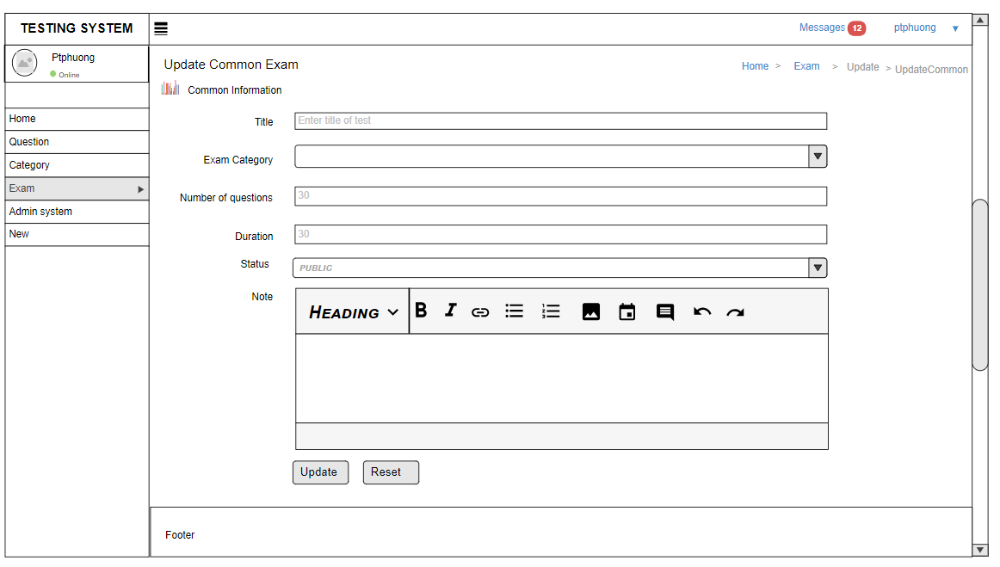 TESTING SYSTEM
Messages 12 ptphuong
Ptphuong
Online
Update Common Exam
Home > Exam > Update > UpdateCommon
Common Information
Home
Question
Category
Exam
Admin system
New
Title Enter title of test
Exam Category
Number of questions 30
Duration 30
Status PUBLIC
Note
HEADING B I
Update Reset
Footer